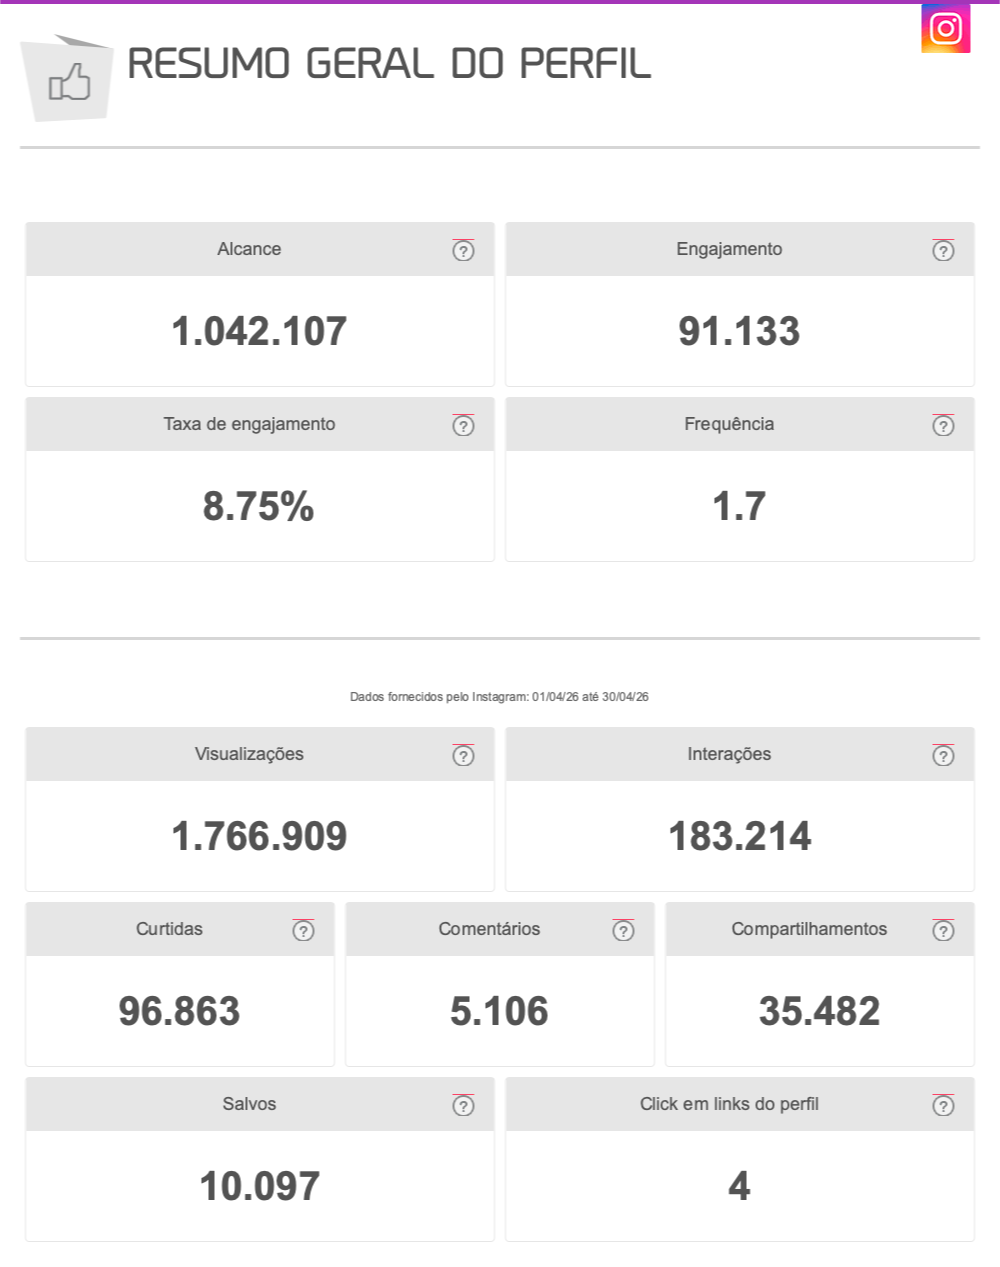 RESUMO GERAL DO PERFIL
Alcance ?
Engajamento ?
1.042.107
91.133
Taxa de engajamento ?
Frequência ?
8.75%
1.7
Dados fornecidos pelo Instagram: 01/04/26 até 30/04/26
Visualizações ?
Interações ?
1.766.909
183.214
Curtidas ?
Comentários ?
Compartilhamentos ?
96.863
5.106
35.482
Salvos ?
Click em links do perfil ?
10.097
4